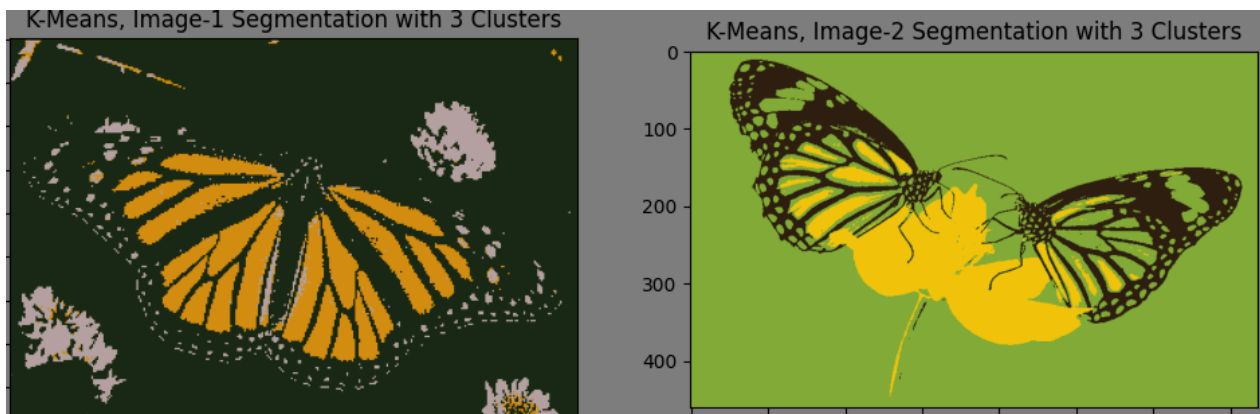 K-Means, Image-1 Segmentation with 3 Clusters
K-Means, Image-2 Segmentation with 3 Clusters
0
100
200
300
400